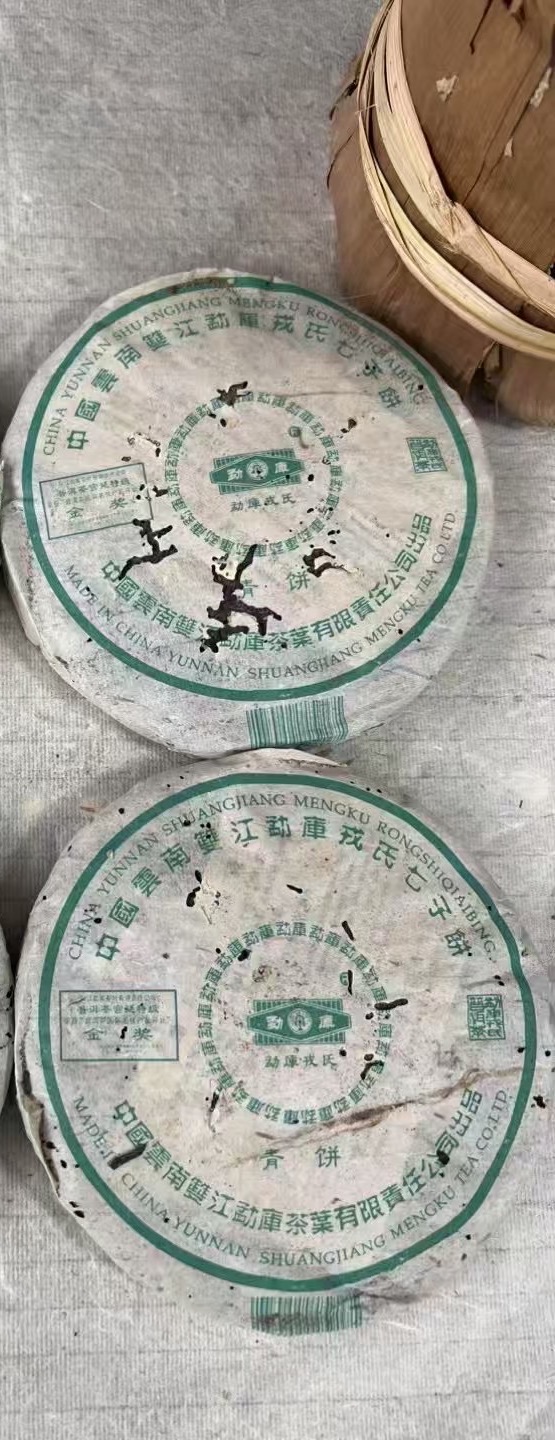 CHINA YUNNAN SHUANGJIANG MENGKU RONGSHIQIAIBING
中國雲南雙江勐庫戎氏七子餅
勐庫
勐庫戎氏
金奖
青餅
中國雲南雙江勐庫茶葉有限責任公司出品
MADE IN CHINA YUNNAN SHUANGJIANG MENGKU TEA CO.LTD.
CHINA YUNNAN SHUANGJIANG MENGKU RONGSHIQIAIBING
中國雲南雙江勐庫戎氏七子餅
勐庫
勐庫戎氏
金奖
青餅
中國雲南雙江勐庫茶葉有限責任公司出品
MADE I CHINA YUNNAN SHUANGJIANG MENGKU TEA CO.LTD.